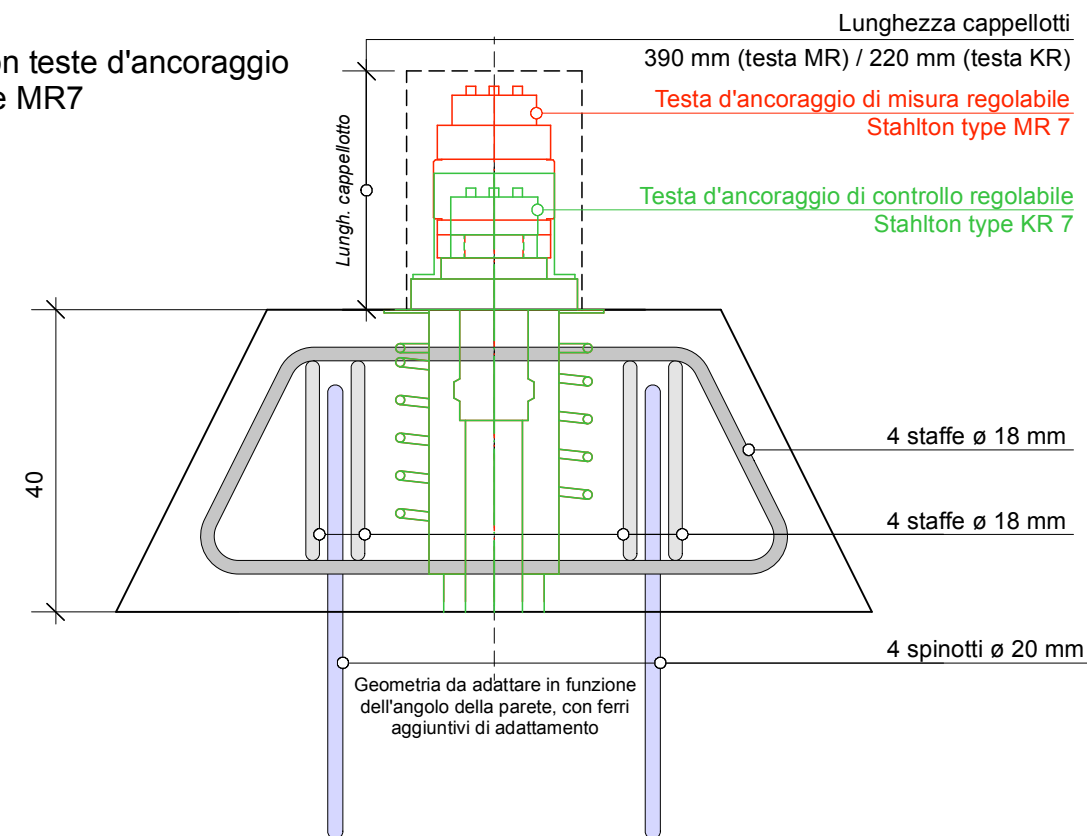 on teste d'ancoraggio
e MR7
Lunghezza cappellotti
390 mm (testa MR) / 220 mm (testa KR)
Testa d'ancoraggio di misura regolabile
Stahlton type MR 7
Lungh. cappellotto
Testa d'ancoraggio di controllo regolabile
Stahlton type KR 7
40
4 staffe ø 18 mm
4 staffe ø 18 mm
4 spinotti ø 20 mm
Geometria da adattare in funzione
dell'angolo della parete, con ferri
aggiuntivi di adattamento